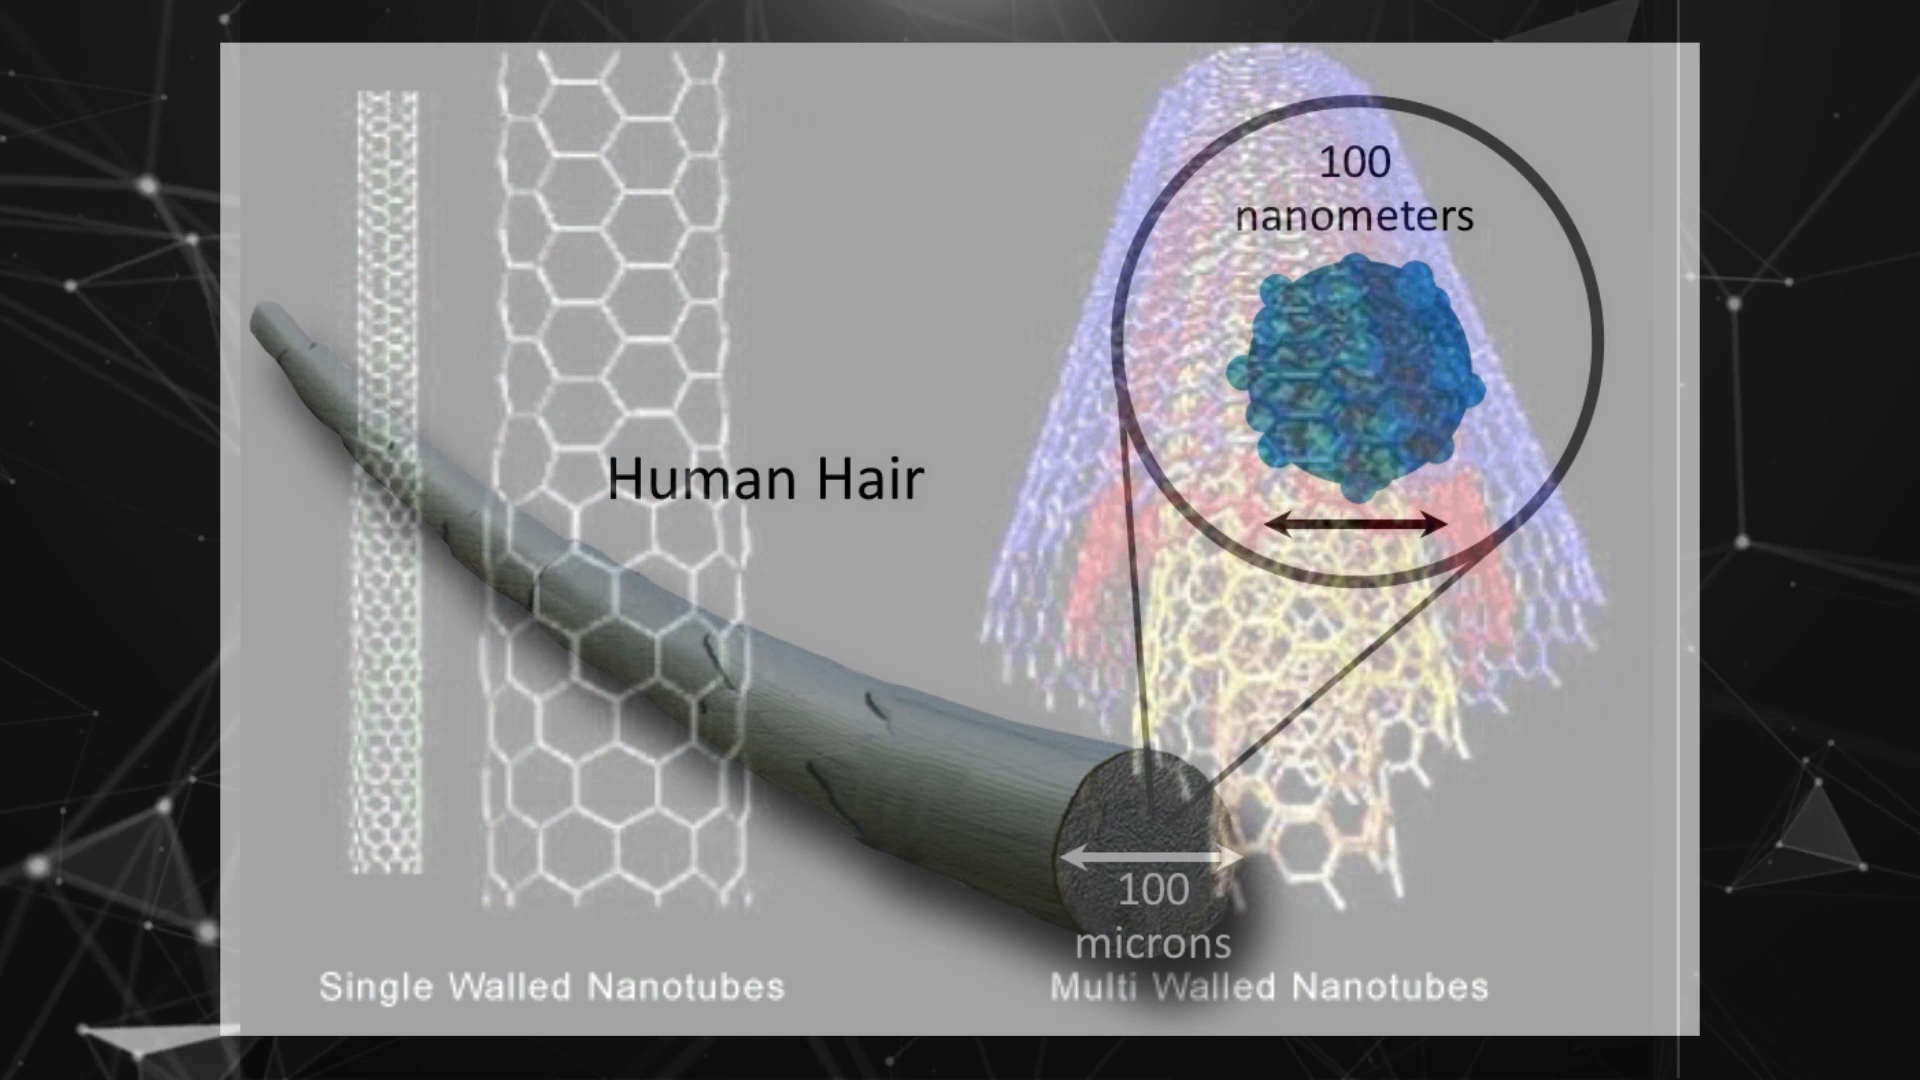 100
nanometers
Human Hair
100
microns
Single Walled Nanotubes
Multi Walled Nanotubes